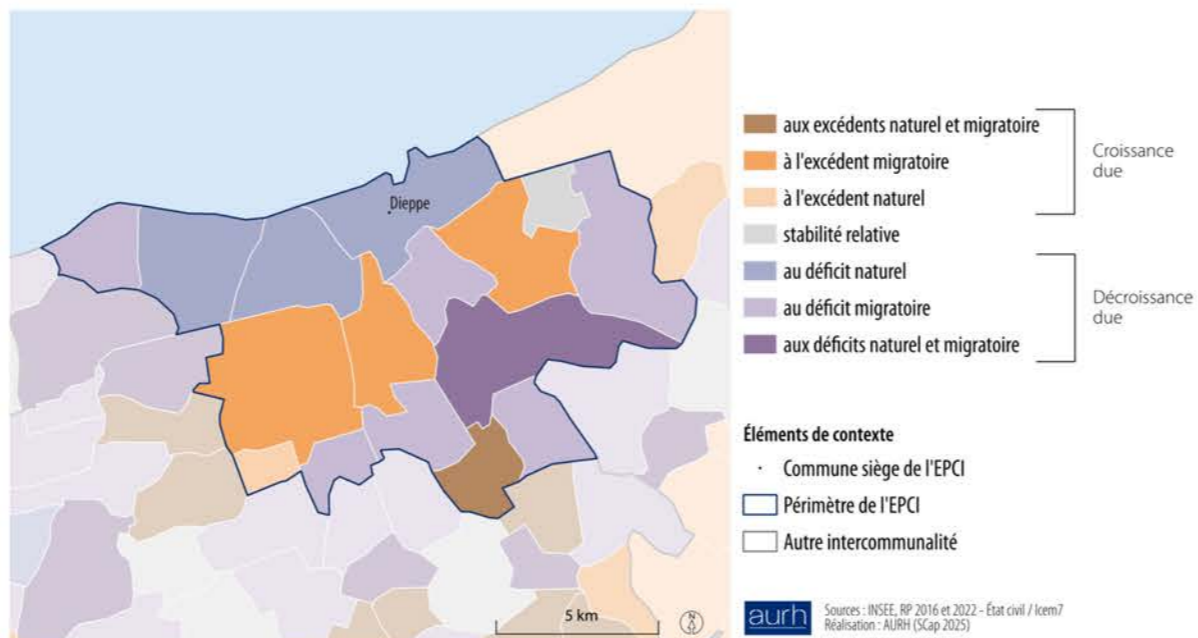 Dieppe
aux excédents naturel et migratoire
à l'excédent migratoire
à l'excédent naturel
Croissance
due
stabilité relative
au déficit naturel
au déficit migratoire
aux déficits naturel et migratoire
Décroissance
due
Éléments de contexte
Commune siège de l'EPCI
Périmètre de l'EPCI
Autre intercommunalité
5 km
N
aurh
Sources : INSEE, RP 2016 et 2022 - État civil / Icem7
Réalisation : AURH (SCap 2025)